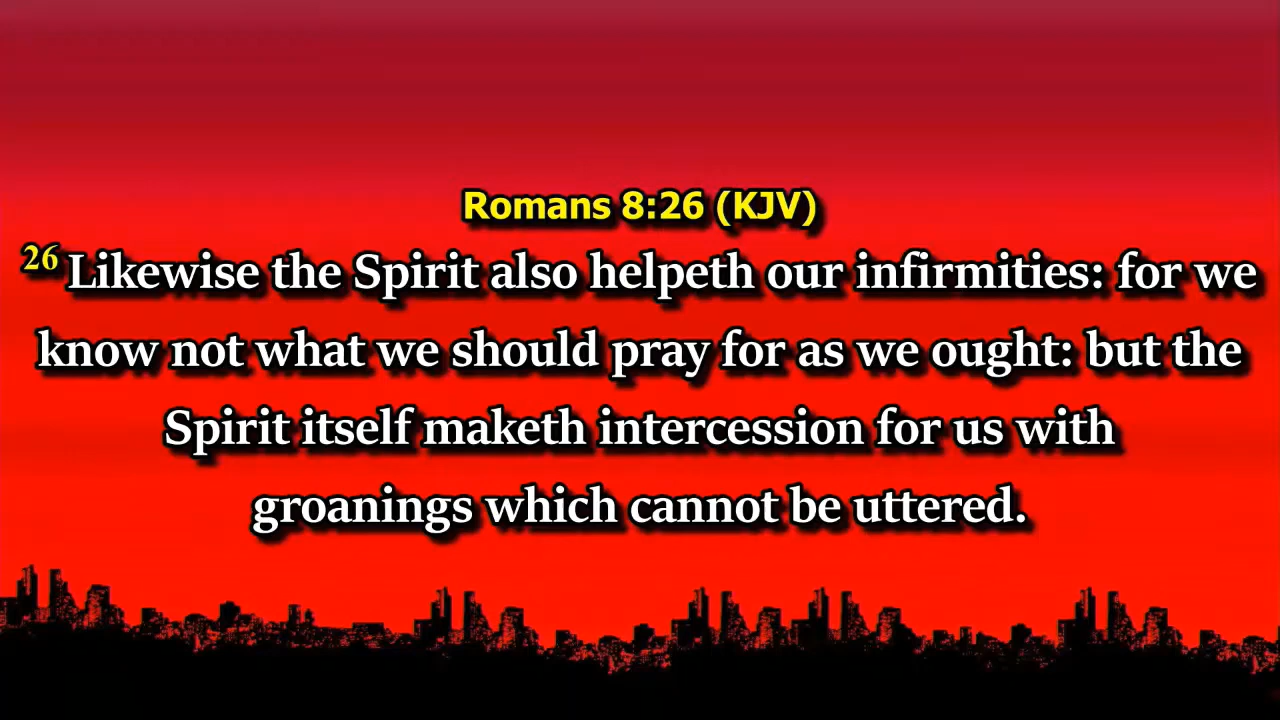 Romans 8:26 (KJV)
26 Likewise the Spirit also helpeth our infirmities: for we
know not what we should pray for as we ought: but the
Spirit itself maketh intercession for us with
groanings which cannot be uttered.